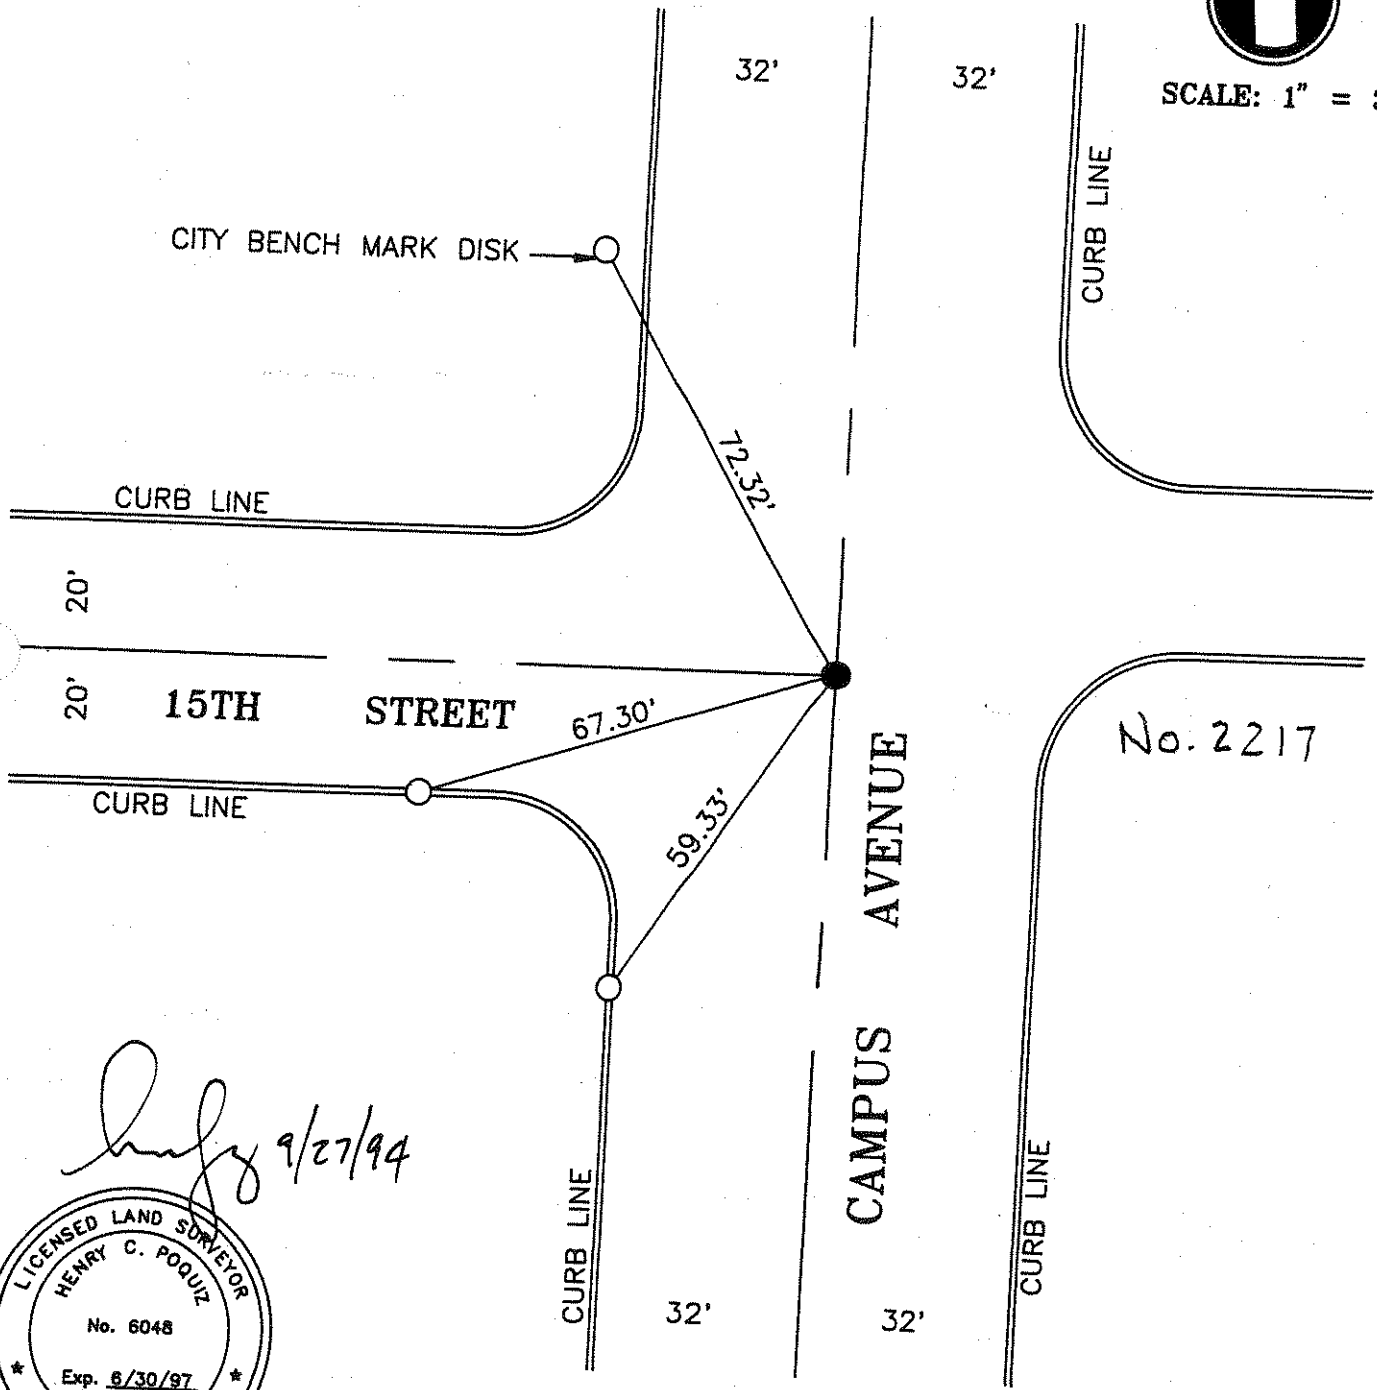 32'
32'
SCALE: 1" =
CURB LINE
CITY BENCH MARK DISK
72.32'
CURB LINE
20'
20'
15TH STREET
67.30'
No. 2217
CURB LINE
59.33'
CAMPUS AVENUE
9/27/94
CURB LINE
CURB LINE
LICENSED LAND SURVEYOR
HENRY C. POQUIZ
No. 6048
Exp. 6/30/97
32'
32'